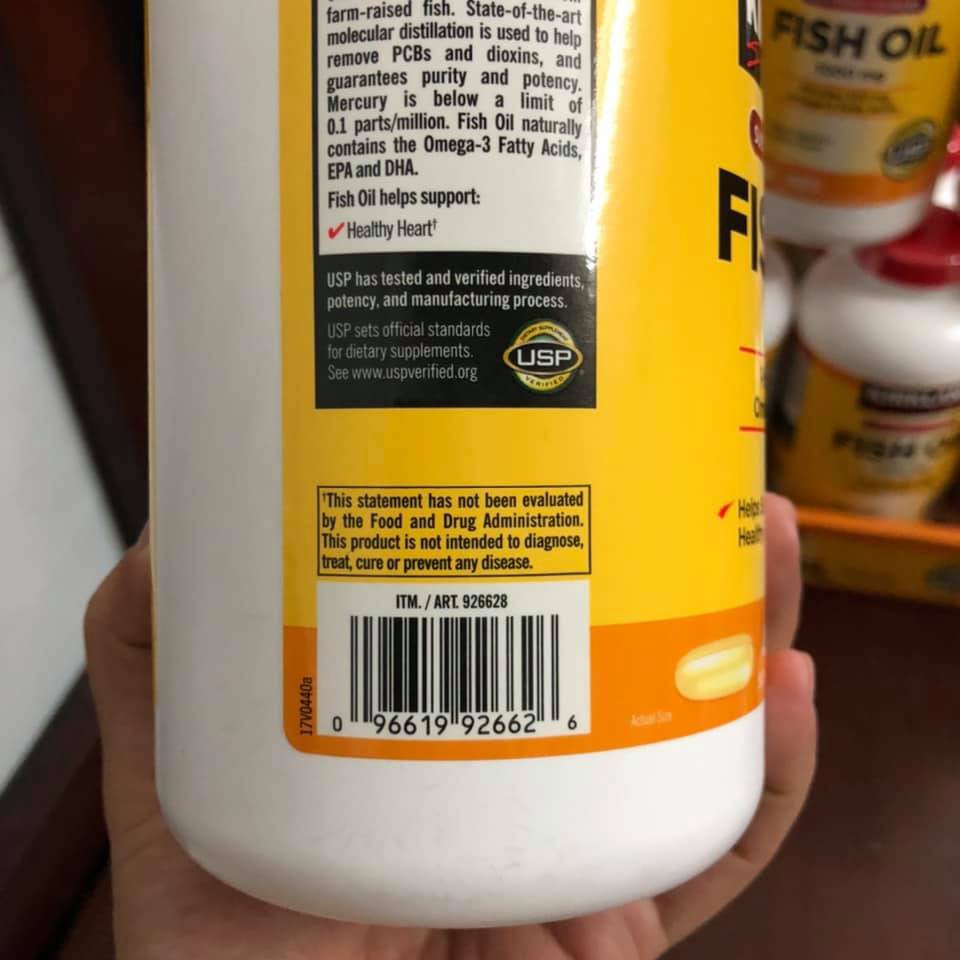 farm-raised fish. State-of-the-art
molecular distillation is used to help
remove PCBs and dioxins, and
guarantees purity and potency.
Mercury is below a limit of
0.1 parts/million. Fish Oil naturally
contains the Omega-3 Fatty Acids,
EPA and DHA.
Fish Oil helps support:
✓ Healthy Heart†
USP has tested and verified ingredients,
potency, and manufacturing process.
USP sets official standards
for dietary supplements.
See www.uspverified.org
DIETARY SUPPLEMENT
USP
VERIFIED
†This statement has not been evaluated
by the Food and Drug Administration.
This product is not intended to diagnose,
treat, cure or prevent any disease.
ITM. / ART. 926628
0 96619 92662 6
17V0440a
FI
Helps
Actual Size
FISH OIL
FISH